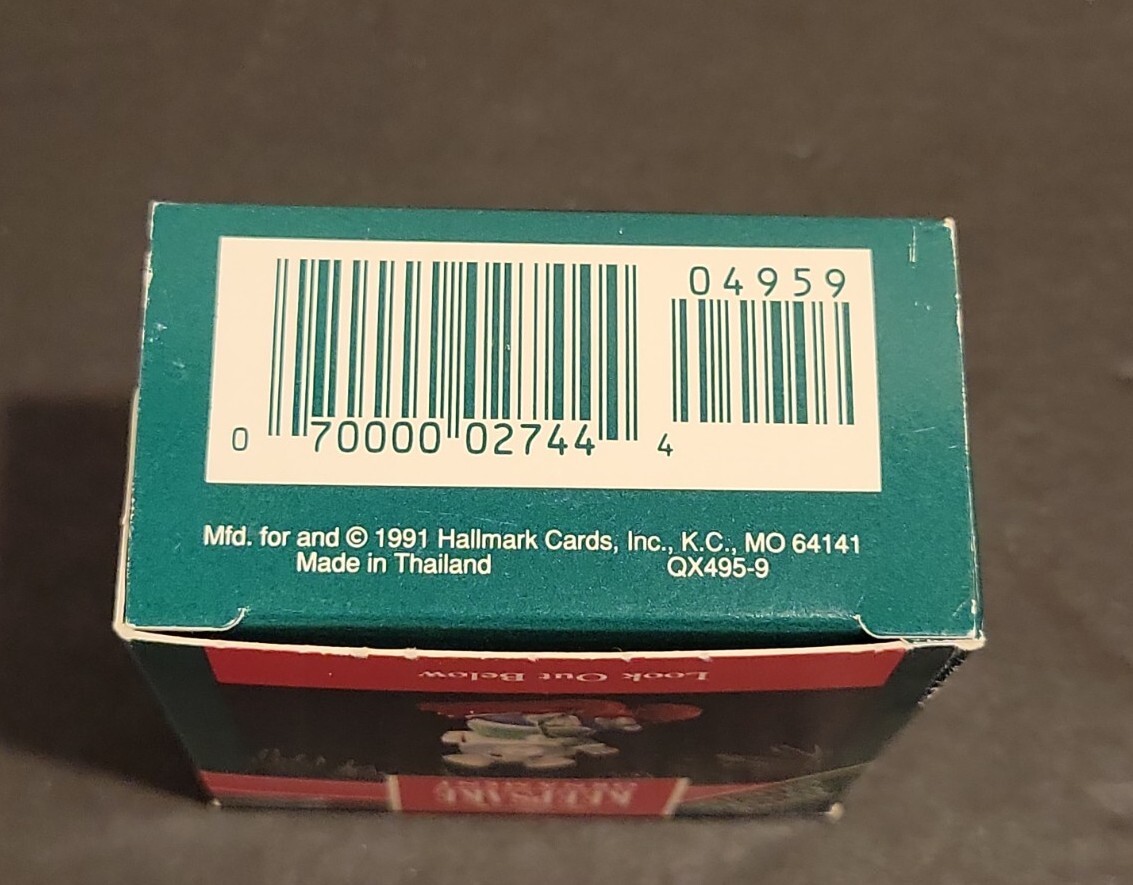 04959
0 70000 02744 4
Mfd. for and © 1991 Hallmark Cards, Inc., K.C., MO 64141
Made in Thailand QX495-9
Look Out Below
KEEPSAKE